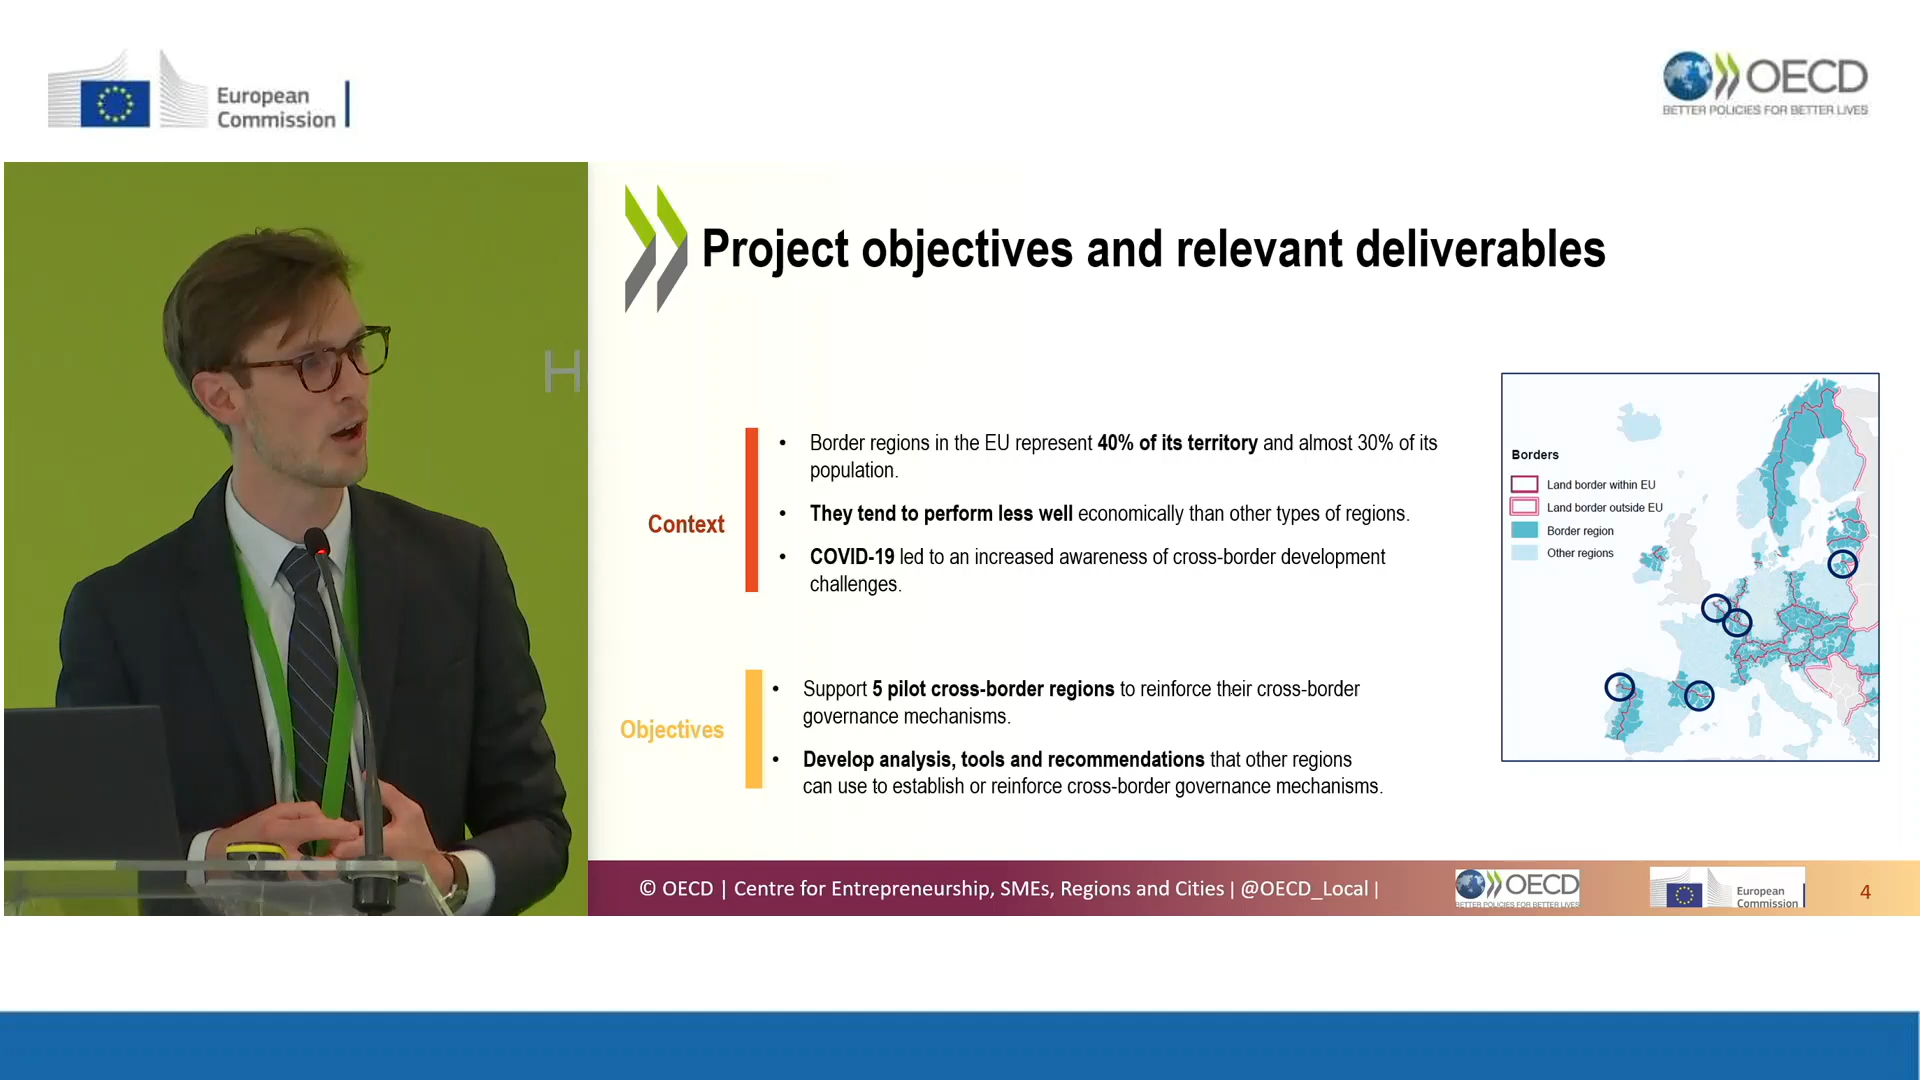 European
Commission
OECD
BETTER POLICIES FOR BETTER LIVES
H
Project objectives and relevant deliverables
Context
• Border regions in the EU represent 40% of its territory and almost 30% of its
population.
• They tend to perform less well economically than other types of regions.
• COVID-19 led to an increased awareness of cross-border development
challenges.
Objectives
• Support 5 pilot cross-border regions to reinforce their cross-border
governance mechanisms.
• Develop analysis, tools and recommendations that other regions
can use to establish or reinforce cross-border governance mechanisms.
Borders
Land border within EU
Land border outside EU
Border region
Other regions
© OECD | Centre for Entrepreneurship, SMEs, Regions and Cities | @OECD_Local |
OECD
BETTER POLICIES FOR BETTER LIVES
European
Commission
4